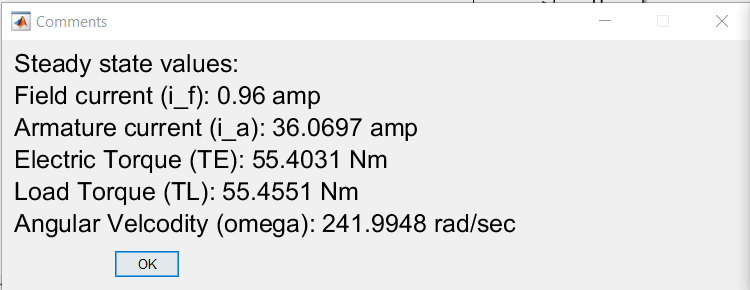 Comments
Steady state values:
Field current (i_f): 0.96 amp
Armature current (i_a): 36.0697 amp
Electric Torque (TE): 55.4031 Nm
Load Torque (TL): 55.4551 Nm
Angular Velcodity (omega): 241.9948 rad/sec
OK